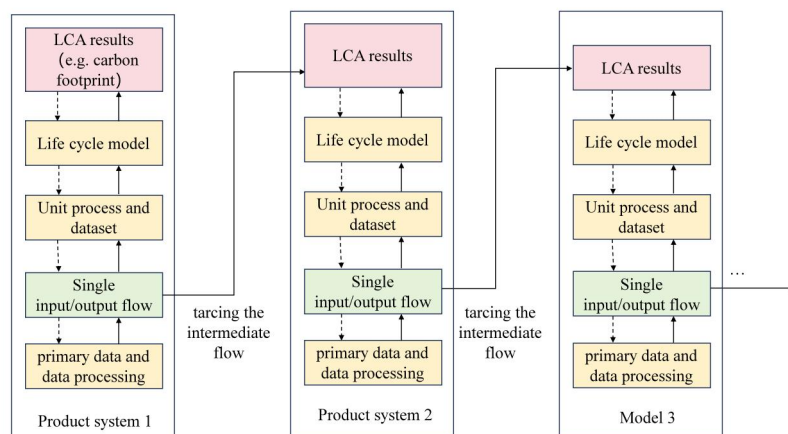 LCA results
（e.g. carbon
footprint）
Life cycle model
Unit process and
dataset
Single
input/output flow
primary data and
data processing
Product system 1
tarcing the
intermediate
flow
LCA results
Life cycle model
Unit process and
dataset
Single
input/output flow
primary data and
data processing
Product system 2
tarcing the
intermediate
flow
LCA results
Life cycle model
Unit process and
dataset
Single
input/output flow
primary data and
data processing
Model 3
…